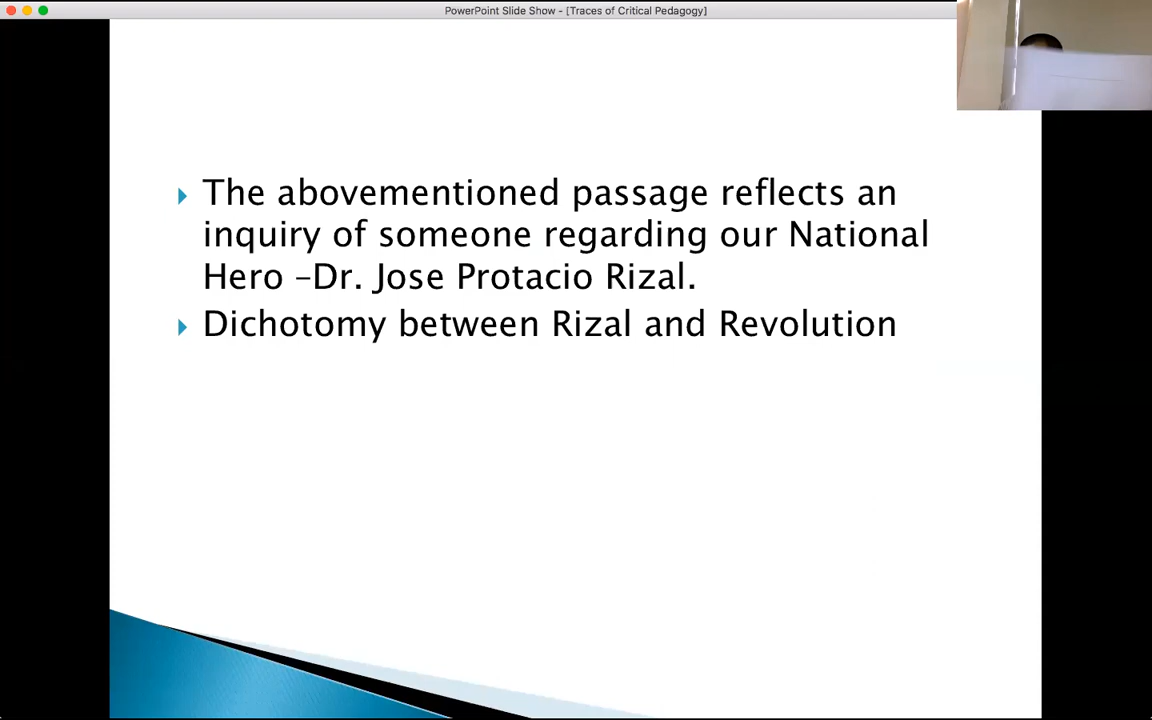 PowerPoint Slide Show - [Traces of Critical Pedagogy]
The abovementioned passage reflects an
inquiry of someone regarding our National
Hero –Dr. Jose Protacio Rizal.
Dichotomy between Rizal and Revolution